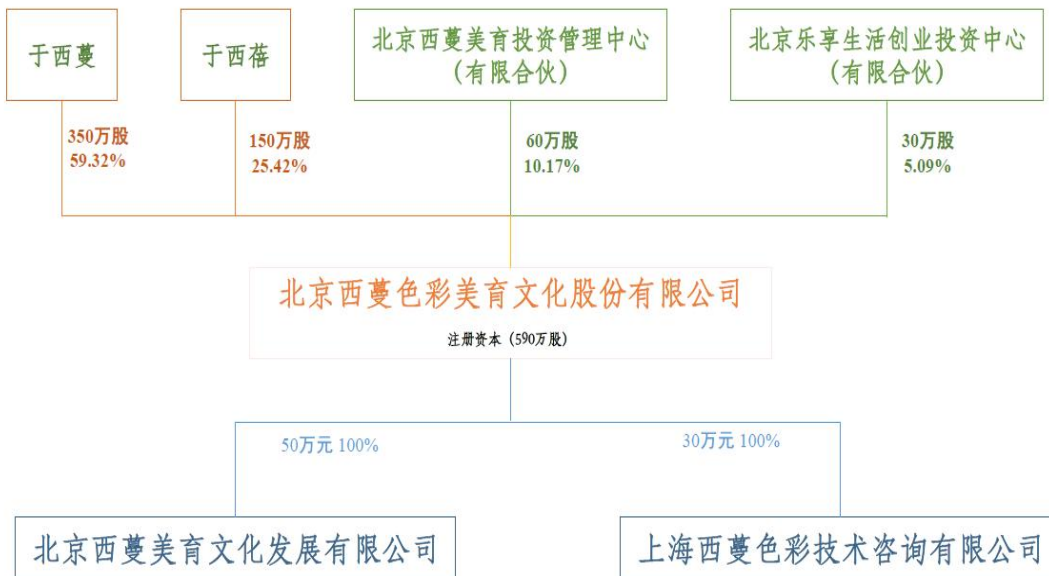 于西蔓
于西蓓
北京西蔓美育投资管理中心
(有限合伙)
北京乐享生活创业投资中心
(有限合伙)
350万股
59.32%
150万股
25.42%
60万股
10.17%
30万股
5.09%
北京西蔓色彩美育文化股份有限公司
注册资本（590万股）
50万元 100%
30万元 100%
北京西蔓美育文化发展有限公司
上海西蔓色彩技术咨询有限公司